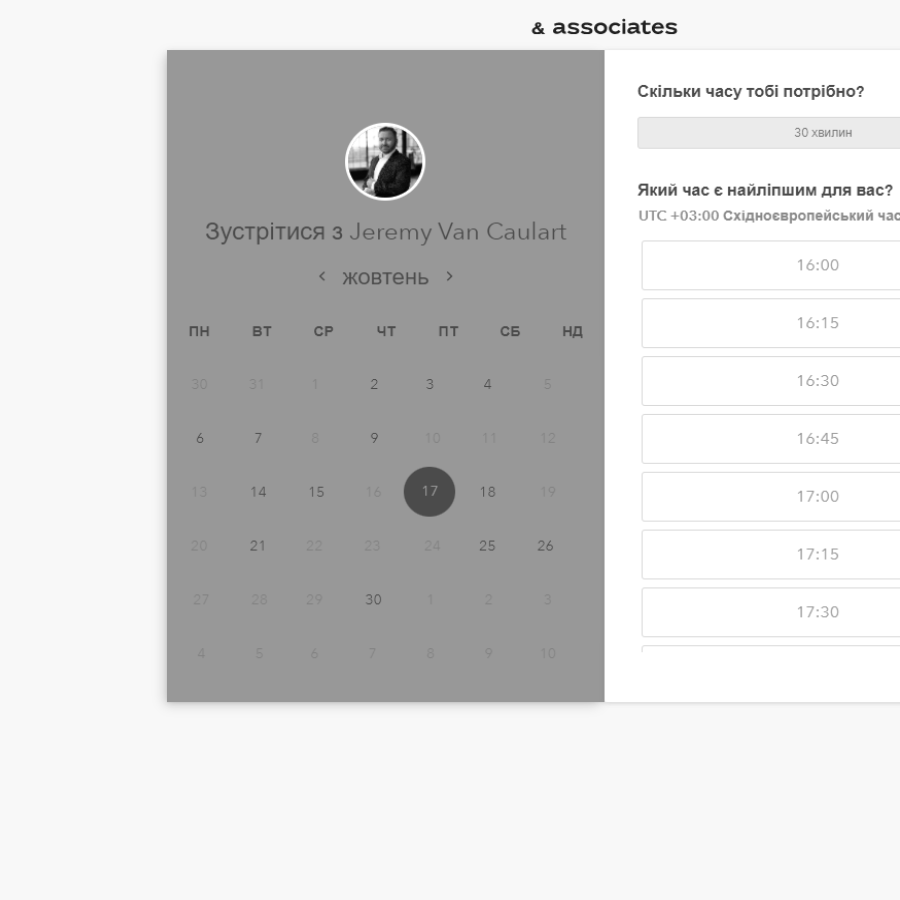 & associates
Зустрітися з Jeremy Van Caulart
жовтень
ПН ВТ СР ЧТ ПТ СБ НД
30 31 1 2 3 4 5
6 7 8 9 10 11 12
13 14 15 16 17 18 19
20 21 22 23 24 25 26
27 28 29 30 1 2 3
4 5 6 7 8 9 10
Скільки часу тобі потрібно?
30 хвилин
Який час є найліпшим для вас?
UTC +03:00 Східноєвропейський час
16:00
16:15
16:30
16:45
17:00
17:15
17:30